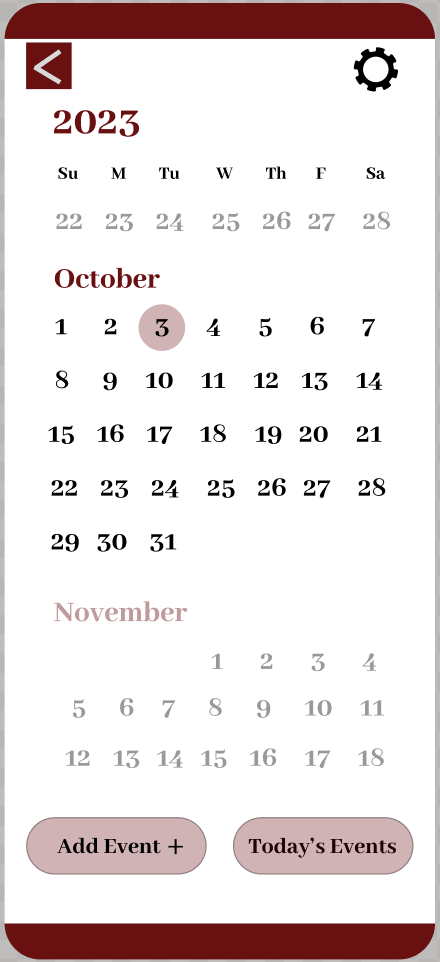 2023
Su M Tu W Th F Sa
22 23 24 25 26 27 28
October
1 2 3 4 5 6 7
8 9 10 11 12 13 14
15 16 17 18 19 20 21
22 23 24 25 26 27 28
29 30 31
November
1 2 3 4
5 6 7 8 9 10 11
12 13 14 15 16 17 18
Add Event +
Today's Events